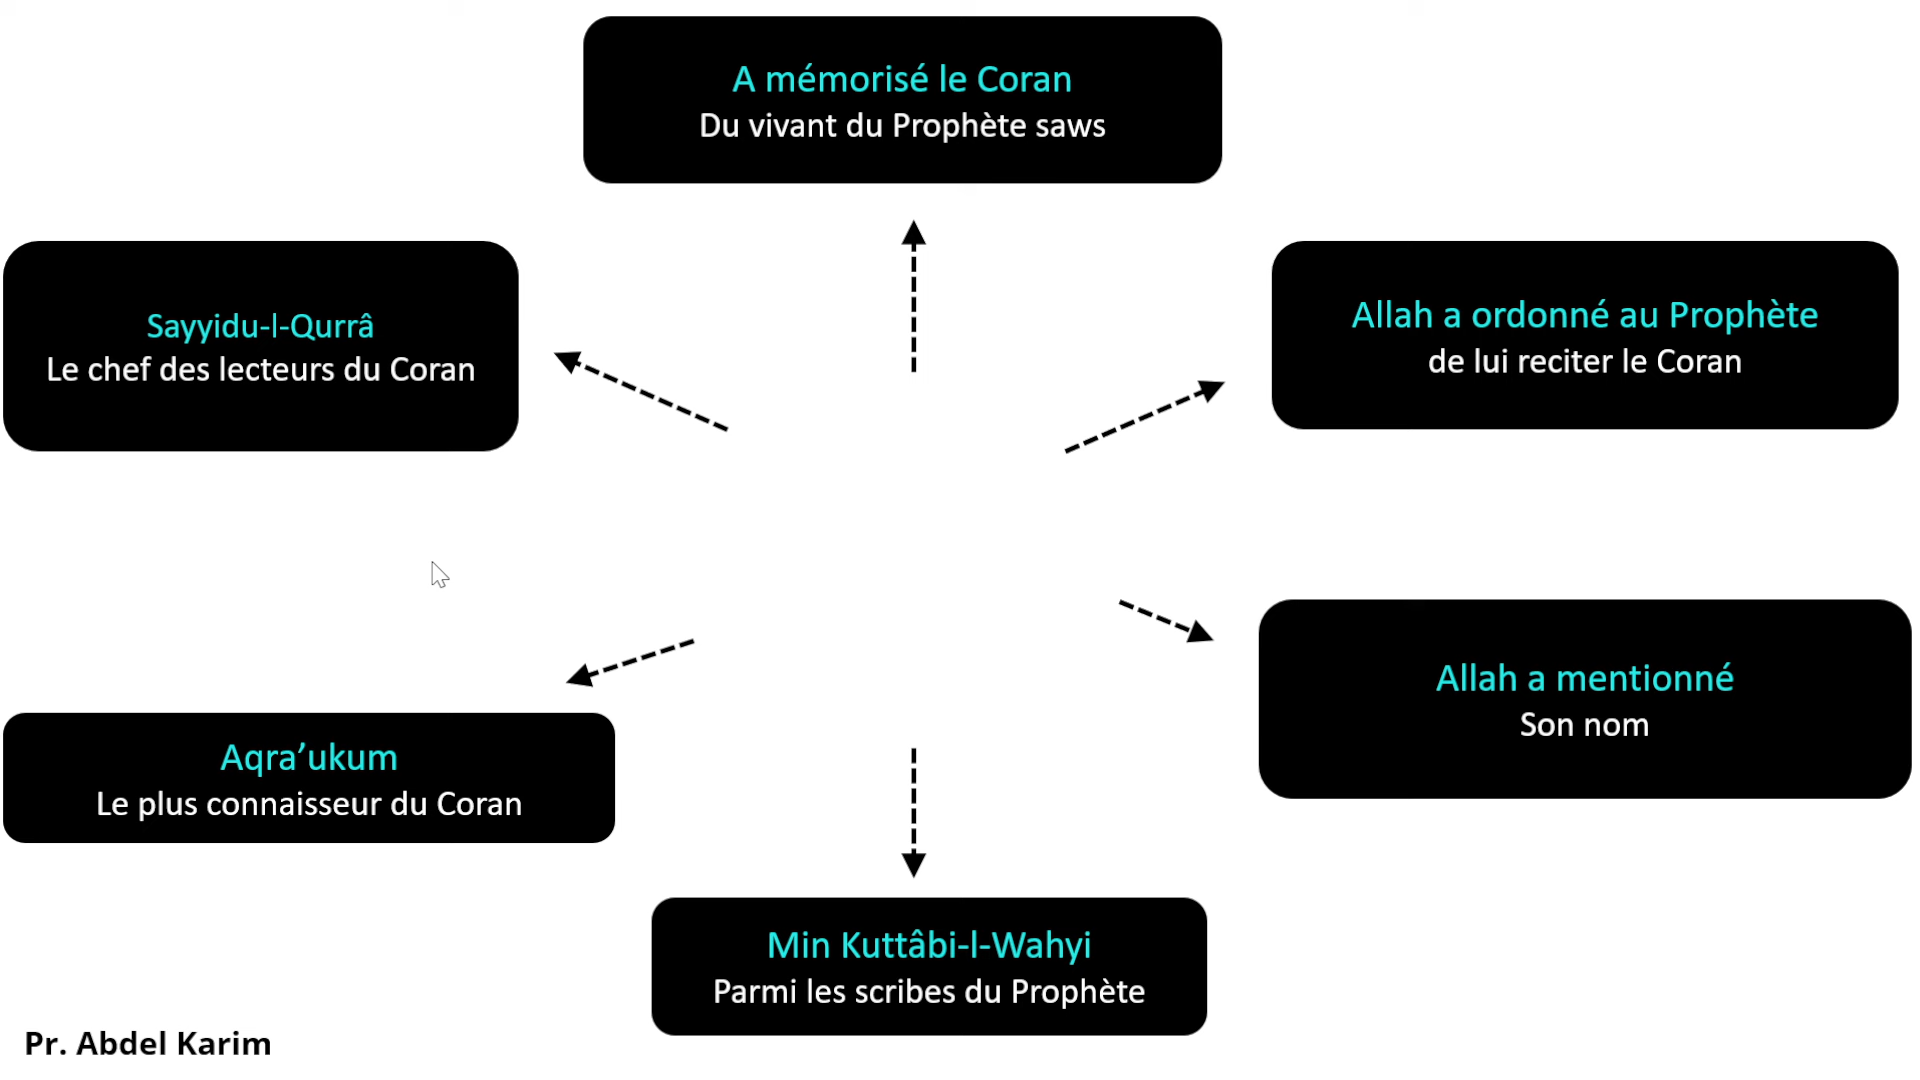 A mémorisé le Coran
Du vivant du Prophète saws
Sayyidu-l-Qurrâ
Le chef des lecteurs du Coran
Allah a ordonné au Prophète
de lui reciter le Coran
Allah a mentionné
Son nom
Aqra’ukum
Le plus connaisseur du Coran
Min Kuttâbi-l-Wahyi
Parmi les scribes du Prophète
Pr. Abdel Karim